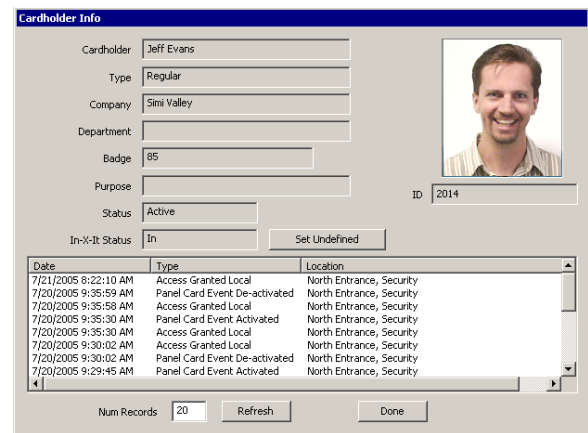 Cardholder Info
Cardholder Jeff Evans
Type Regular
Company Simi Valley
Department
Badge 85
Purpose
ID 2014
Status Active
In-X-It Status In Set Undefined
Date Type Location
7/21/2005 8:22:10 AM Access Granted Local North Entrance, Security
7/20/2005 9:35:59 AM Panel Card Event De-activated North Entrance, Security
7/20/2005 9:35:58 AM Access Granted Local North Entrance, Security
7/20/2005 9:35:30 AM Panel Card Event Activated North Entrance, Security
7/20/2005 9:35:30 AM Access Granted Local North Entrance, Security
7/20/2005 9:30:02 AM Access Granted Local North Entrance, Security
7/20/2005 9:30:02 AM Panel Card Event De-activated North Entrance, Security
7/20/2005 9:29:45 AM Panel Card Event Activated North Entrance, Security
Num Records 20 Refresh Done